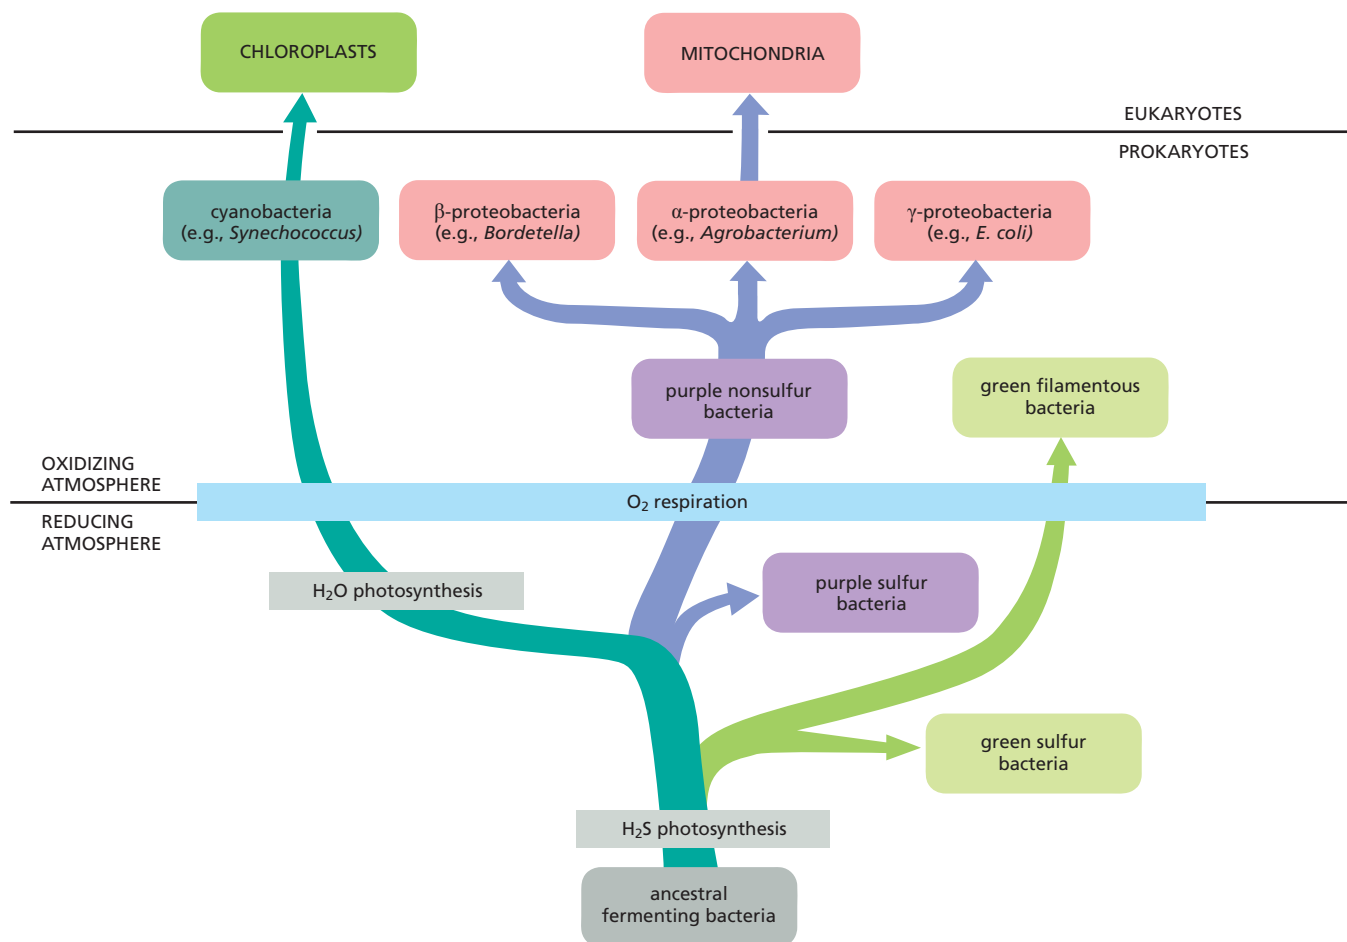 CHLOROPLASTS
MITOCHONDRIA
EUKARYOTES
PROKARYOTES
cyanobacteria
(e.g., Synechococcus)
β-proteobacteria
(e.g., Bordetella)
α-proteobacteria
(e.g., Agrobacterium)
γ-proteobacteria
(e.g., E. coli)
purple nonsulfur
bacteria
green filamentous
bacteria
OXIDIZING
ATMOSPHERE
O₂ respiration
REDUCING
ATMOSPHERE
H₂O photosynthesis
purple sulfur
bacteria
green sulfur
bacteria
H₂S photosynthesis
ancestral
fermenting bacteria